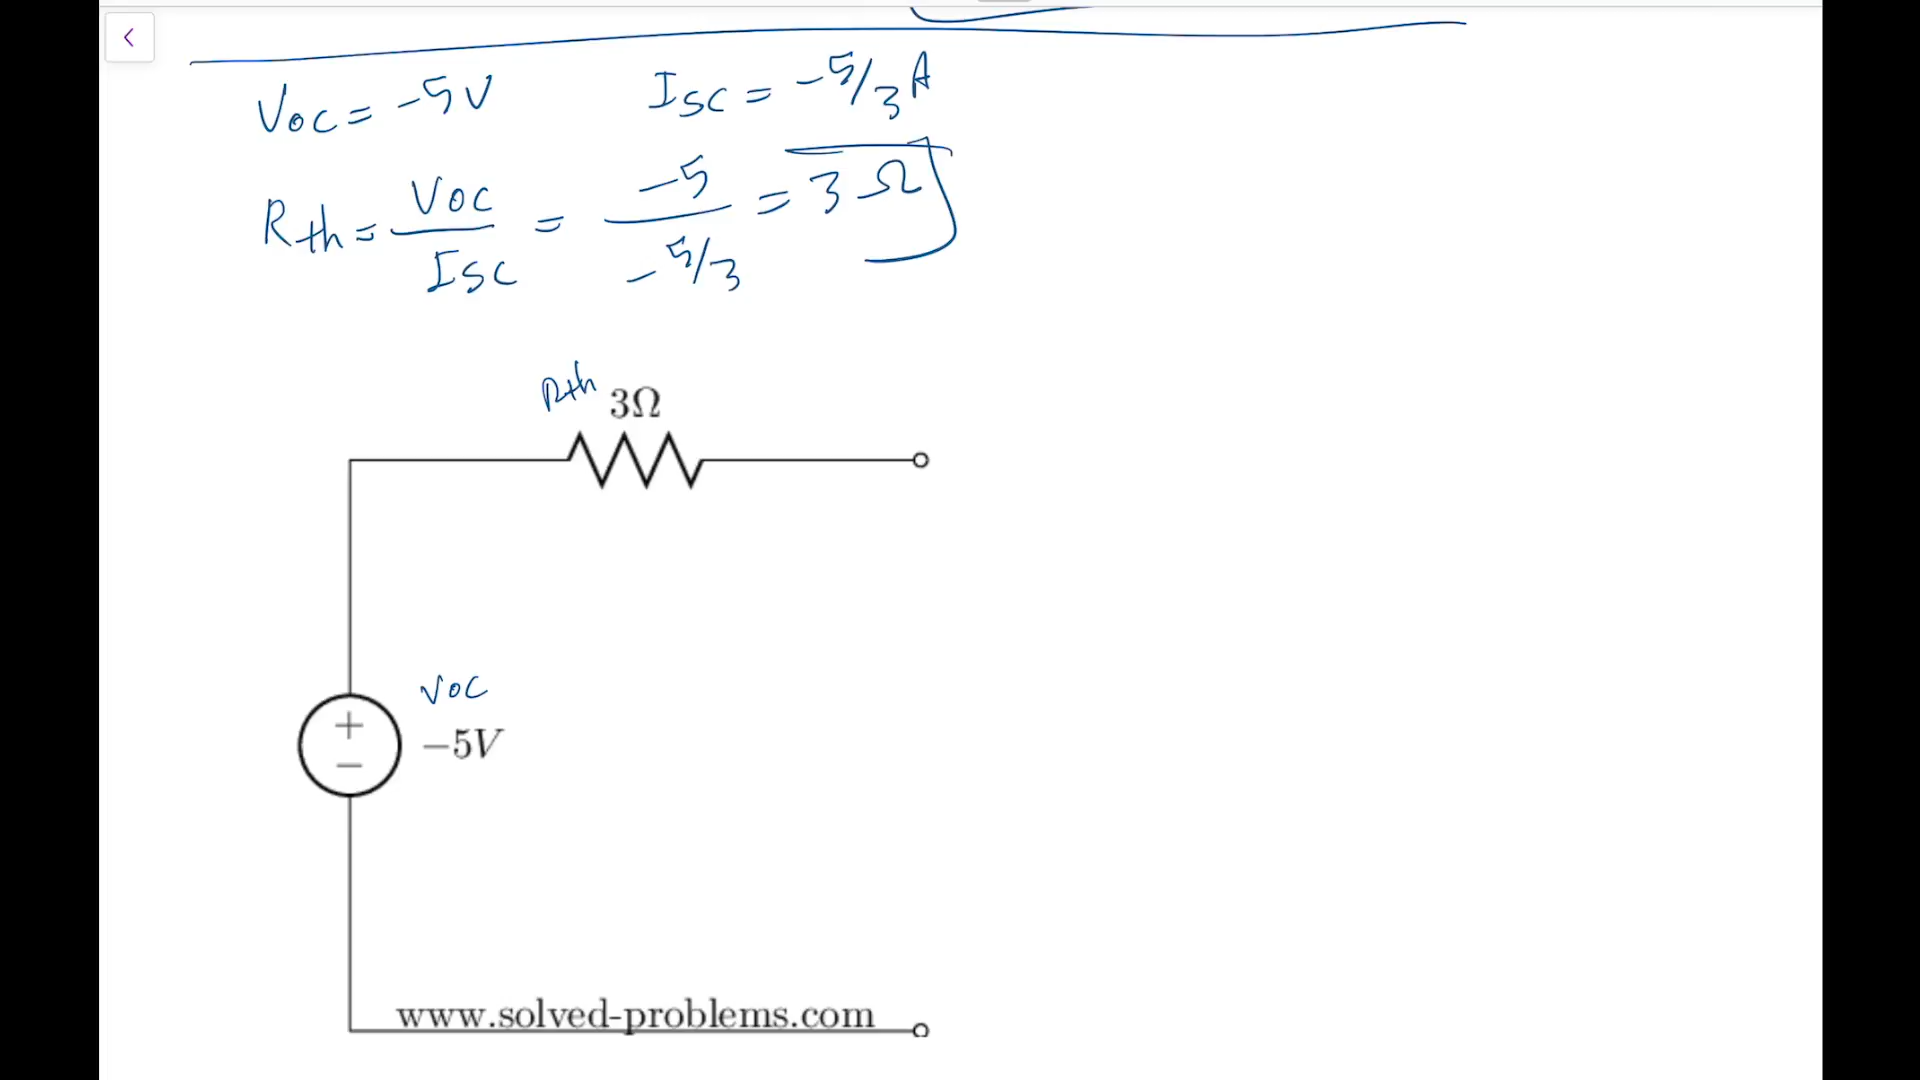 Voc = -5V Isc = -5/3 A
Rth = Voc/Isc = -5/-5/3 = 3 Ω
Rth 3Ω
Voc
+
−
−5V
www.solved-problems.com